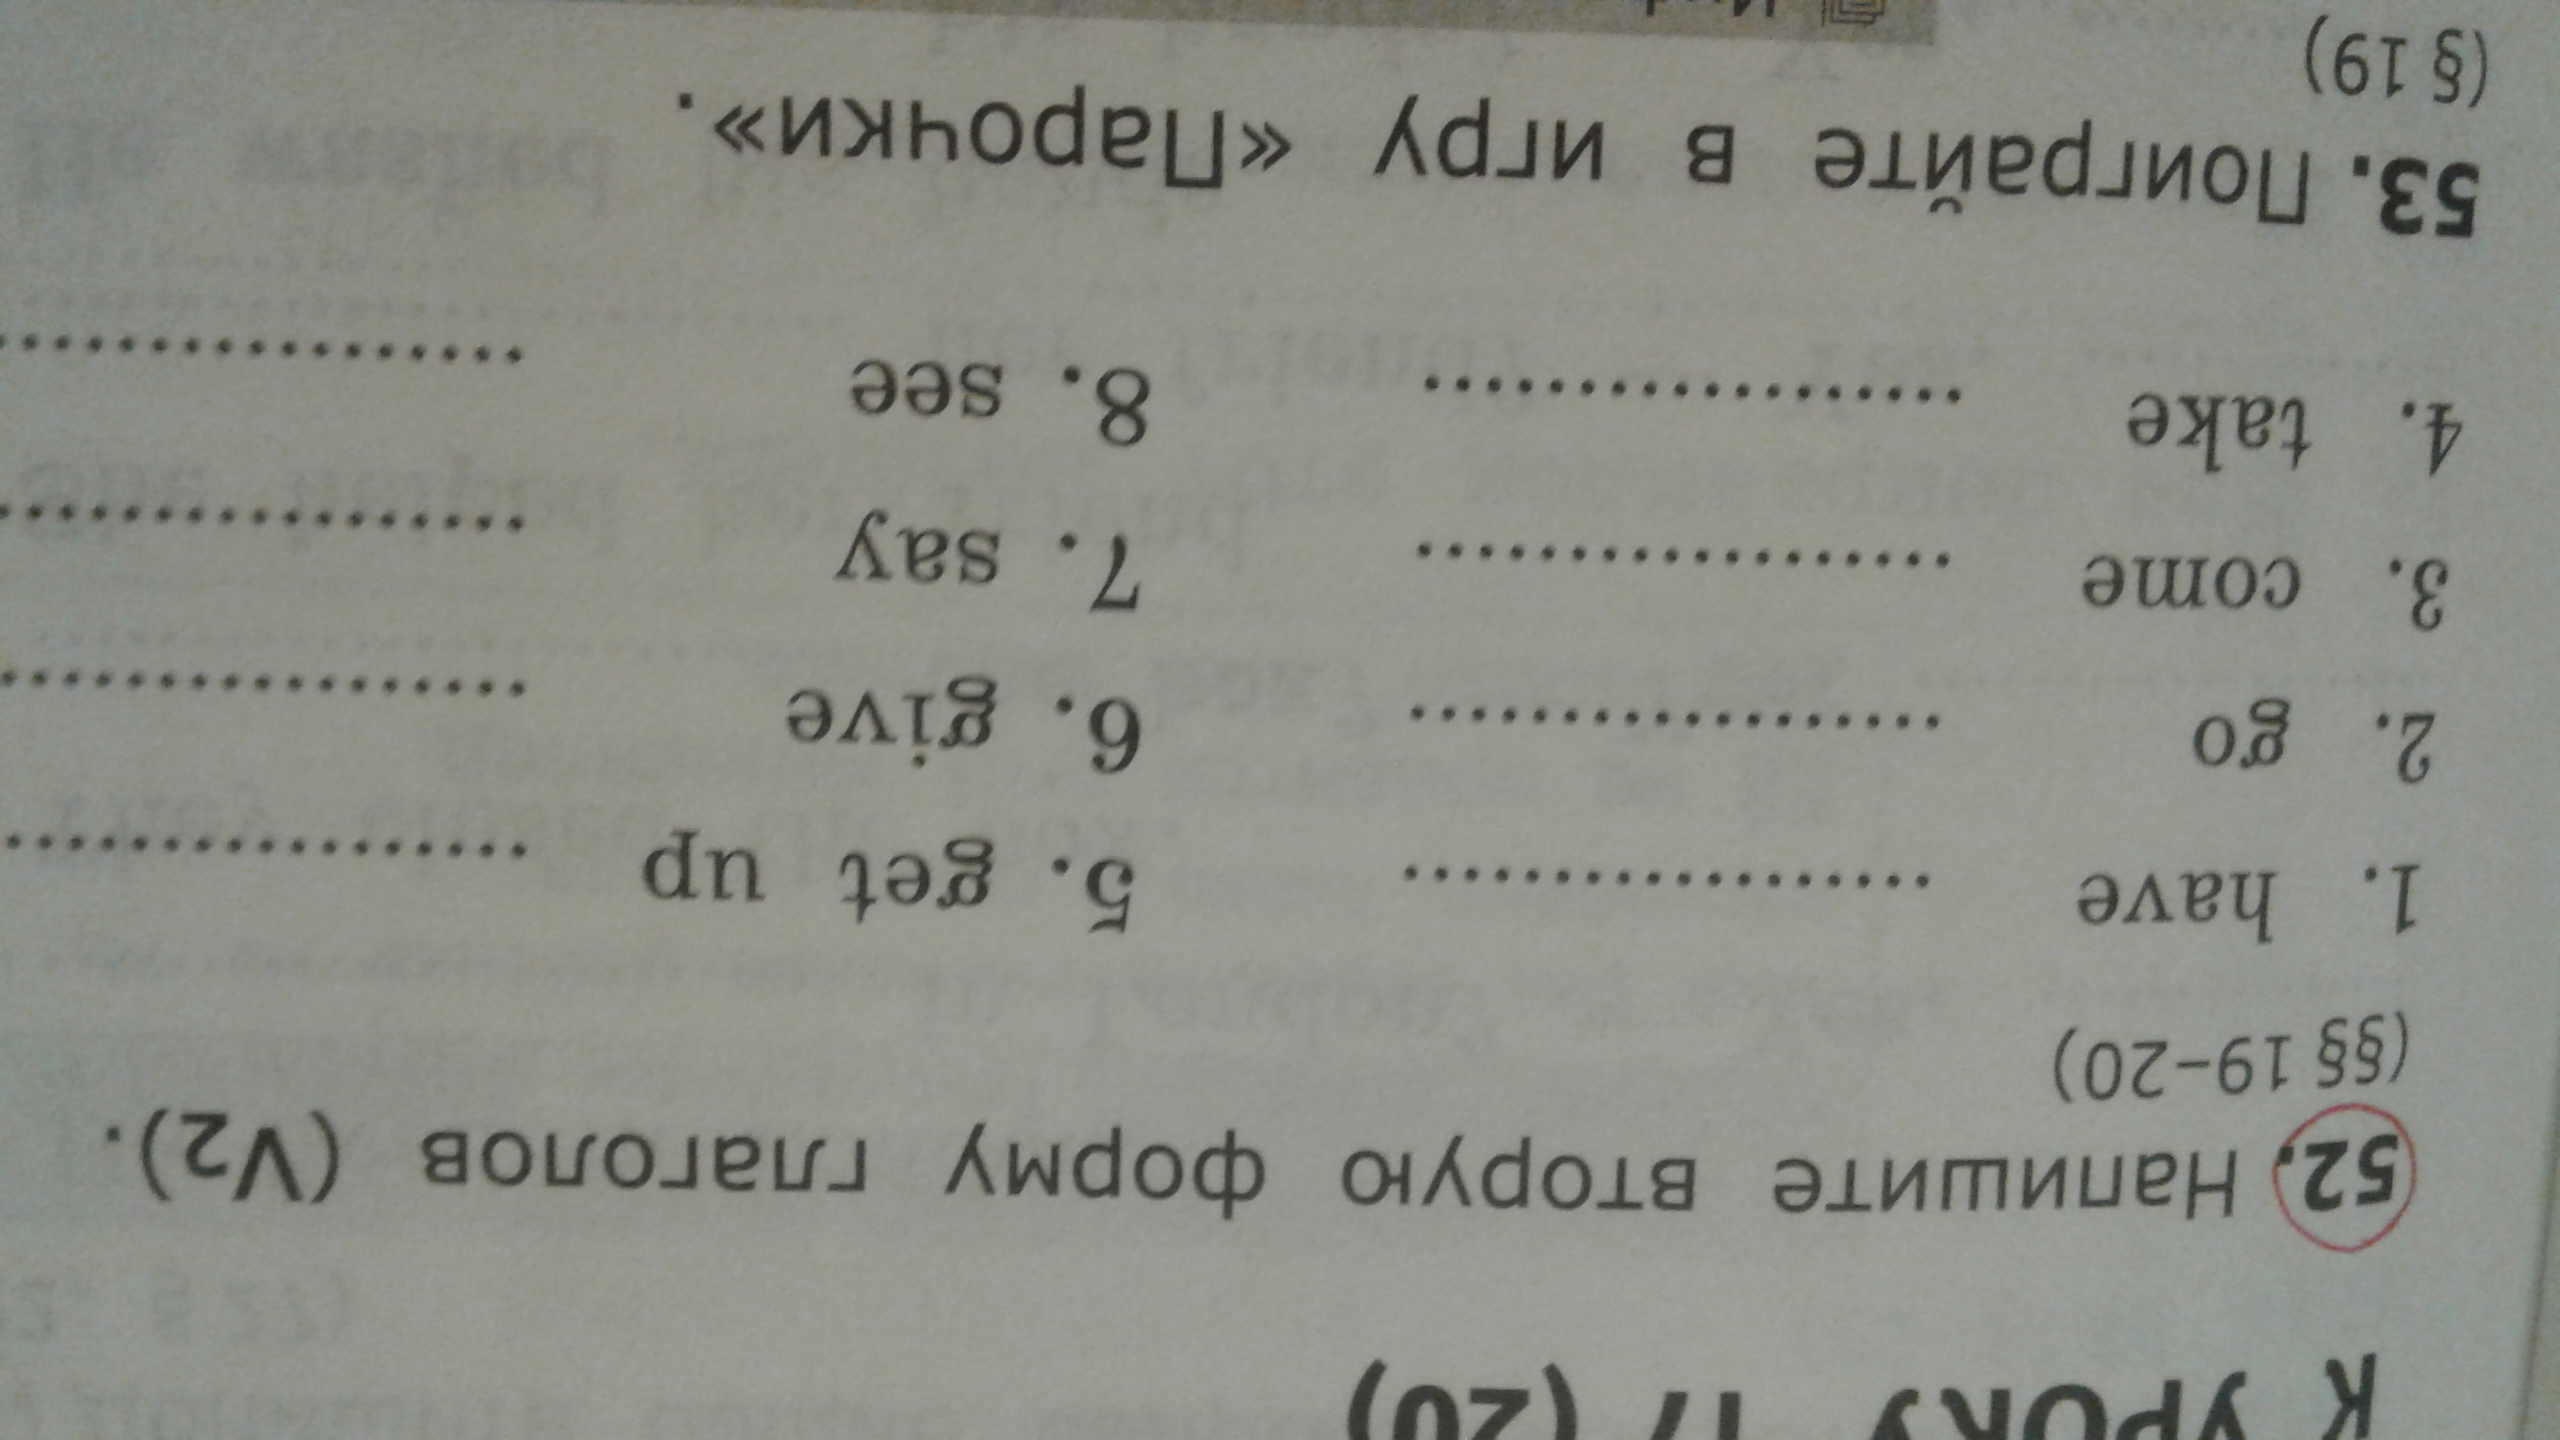 К УРОКУ 17 (20)
52. Напишите вторую форму глаголов (V2).
(§§ 19–20)
1. have .................. 5. get up ..................
2. go .................. 6. give ..................
3. come .................. 7. say ..................
4. take .................. 8. see ..................
53. Поиграйте в игру «Парочки».
(§ 19)